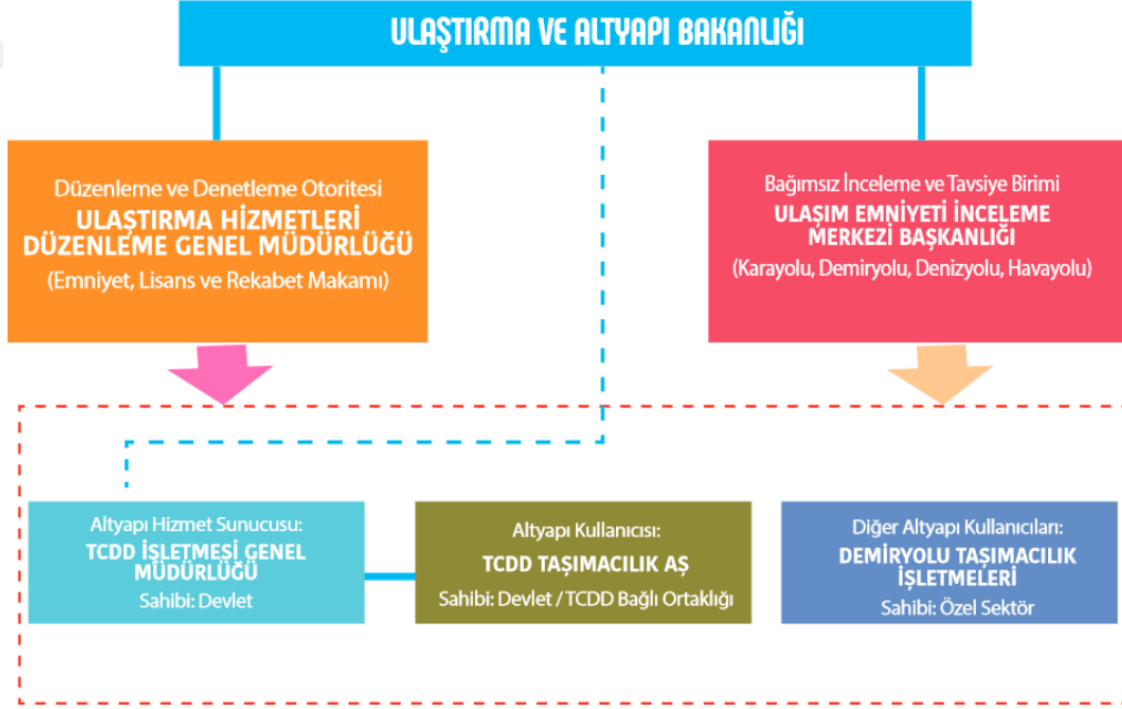 ULAŞTIRMA VE ALTYAPI BAKANLIĞI
Düzenleme ve Denetleme Otoritesi
ULAŞTIRMA HİZMETLERİ
DÜZENLEME GENEL MÜDÜRLÜĞÜ
(Emniyet, Lisans ve Rekabet Makamı)
Bağımsız İnceleme ve Tavsiye Birimi
ULAŞIM EMNİYETİ İNCELEME
MERKEZİ BAŞKANLIĞI
(Karayolu, Demiryolu, Denizyolu, Havayolu)
Altyapı Hizmet Sunucusu:
TCDD İŞLETMESİ GENEL
MÜDÜRLÜĞÜ
Sahibi: Devlet
Altyapı Kullanıcısı:
TCDD TAŞIMACILIK AŞ
Sahibi: Devlet / TCDD Bağlı Ortaklığı
Diğer Altyapı Kullanıcıları:
DEMİRYOLU TAŞIMACILIK
İŞLETMELERİ
Sahibi: Özel Sektör